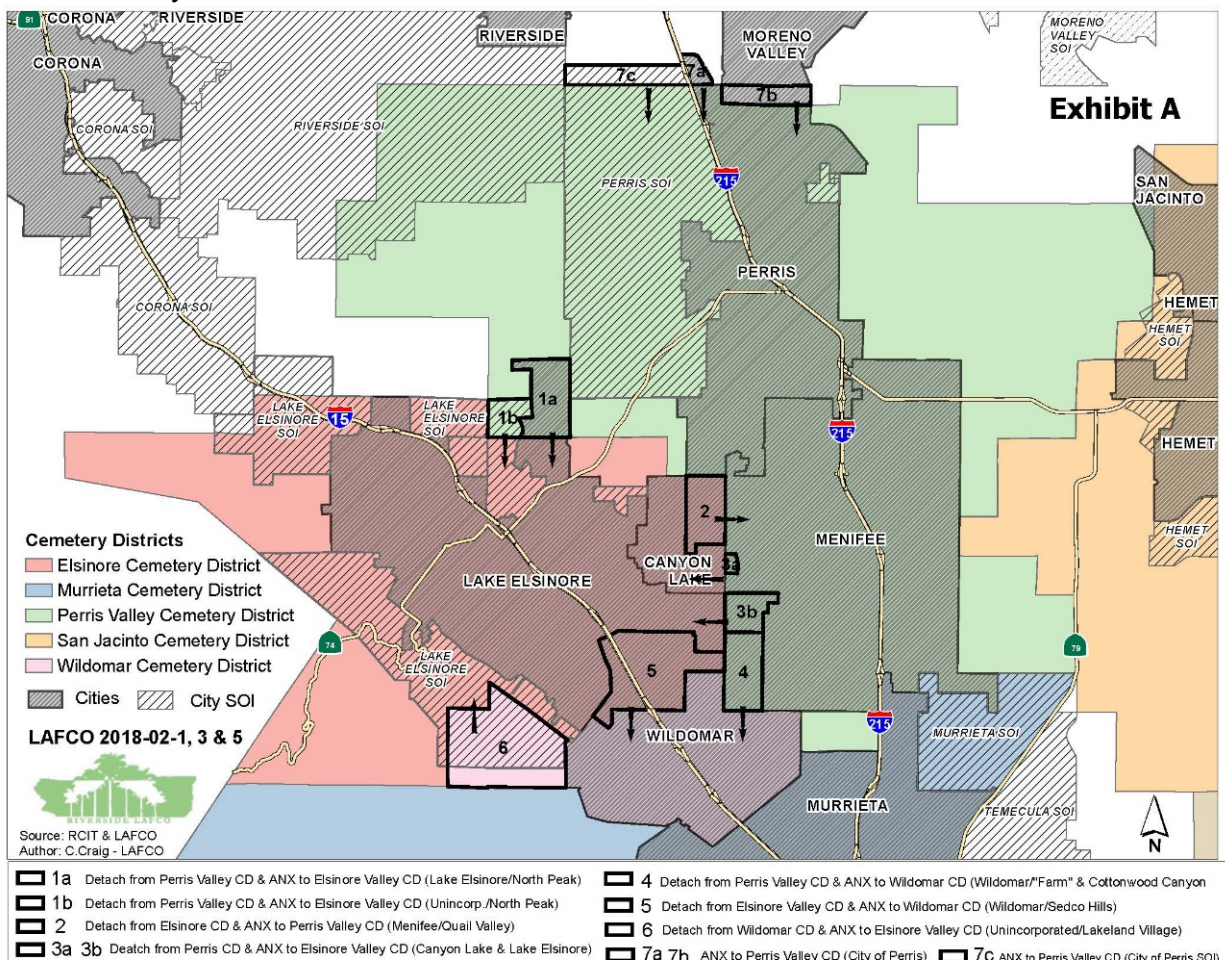 CORONA
RIVERSIDE
91
CORONA
CORONA SOI
RIVERSIDE SOI
RIVERSIDE
MORENO
VALLEY
MORENO
VALLEY
SOI
7c
7a
7b
Exhibit A
PERRIS SOI
215
SAN
JACINTO
PERRIS
CORONA SOI
HEMET
HEMET
SOI
1a
1b
15
LAKE
ELSINORE
SOI
LAKE
ELSINORE
SOI
215
HEMET
HEMET
SOI
2
MENIFEE
CANYON
LAKE
3a
LAKE ELSINORE
3b
Cemetery Districts
Elsinore Cemetery District
Murrieta Cemetery District
Perris Valley Cemetery District
San Jacinto Cemetery District
Wildomar Cemetery District
Cities
City SOI
74
LAKE
ELSINORE
SOI
5
4
79
6
WILDOMAR
215
MURRIETA SOI
MURRIETA
TEMECULA SOI
N
LAFCO 2018-02-1, 3 & 5
RIVERSIDE LAFCO
Source: RCIT & LAFCO
Author: C.Craig - LAFCO
1a Detach from Perris Valley CD & ANX to Elsinore Valley CD (Lake Elsinore/North Peak)
1b Detach from Perris Valley CD & ANX to Elsinore Valley CD (Unincorp./North Peak)
2 Detach from Elsinore CD & ANX to Perris Valley CD (Menifee/Quail Valley)
3a 3b Deatch from Perris CD & ANX to Elsinore Valley CD (Canyon Lake & Lake Elsinore)
4 Detach from Perris Valley CD & ANX to Wildomar CD (Wildomar/"Farm" & Cottonwood Canyon
5 Detach from Elsinore Valley CD & ANX to Wildomar CD (Wildomar/Sedco Hills)
6 Detach from Wildomar CD & ANX to Elsinore Valley CD (Unincorporated/Lakeland Village)
7a 7b ANX to Perris Valley CD (City of Perris) 7c ANX to Perris Valley CD (City of Perris SOI)